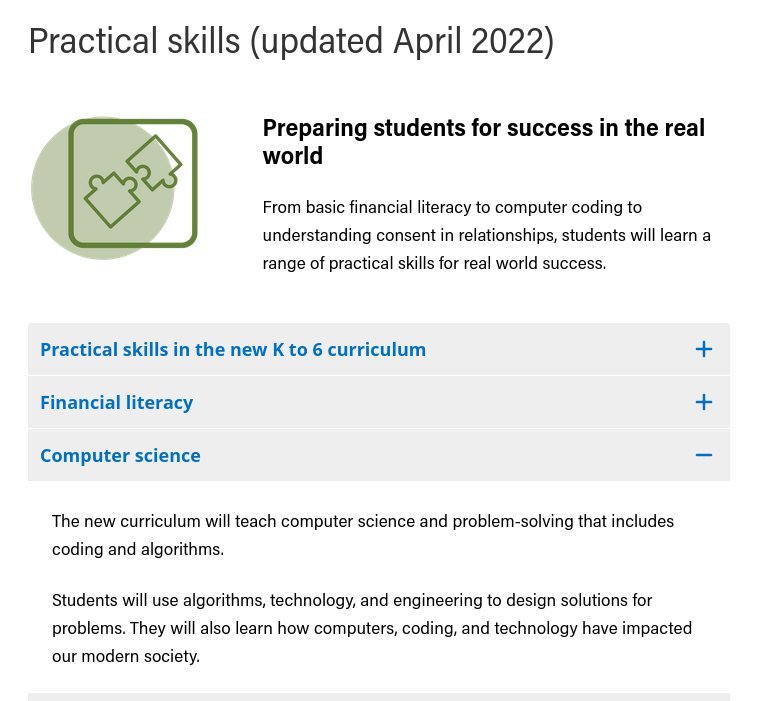 Practical skills (updated April 2022)
Preparing students for success in the real
world
From basic financial literacy to computer coding to
understanding consent in relationships, students will learn a
range of practical skills for real world success.
Practical skills in the new K to 6 curriculum
Financial literacy
Computer science
The new curriculum will teach computer science and problem-solving that includes
coding and algorithms.
Students will use algorithms, technology, and engineering to design solutions for
problems. They will also learn how computers, coding, and technology have impacted
our modern society.